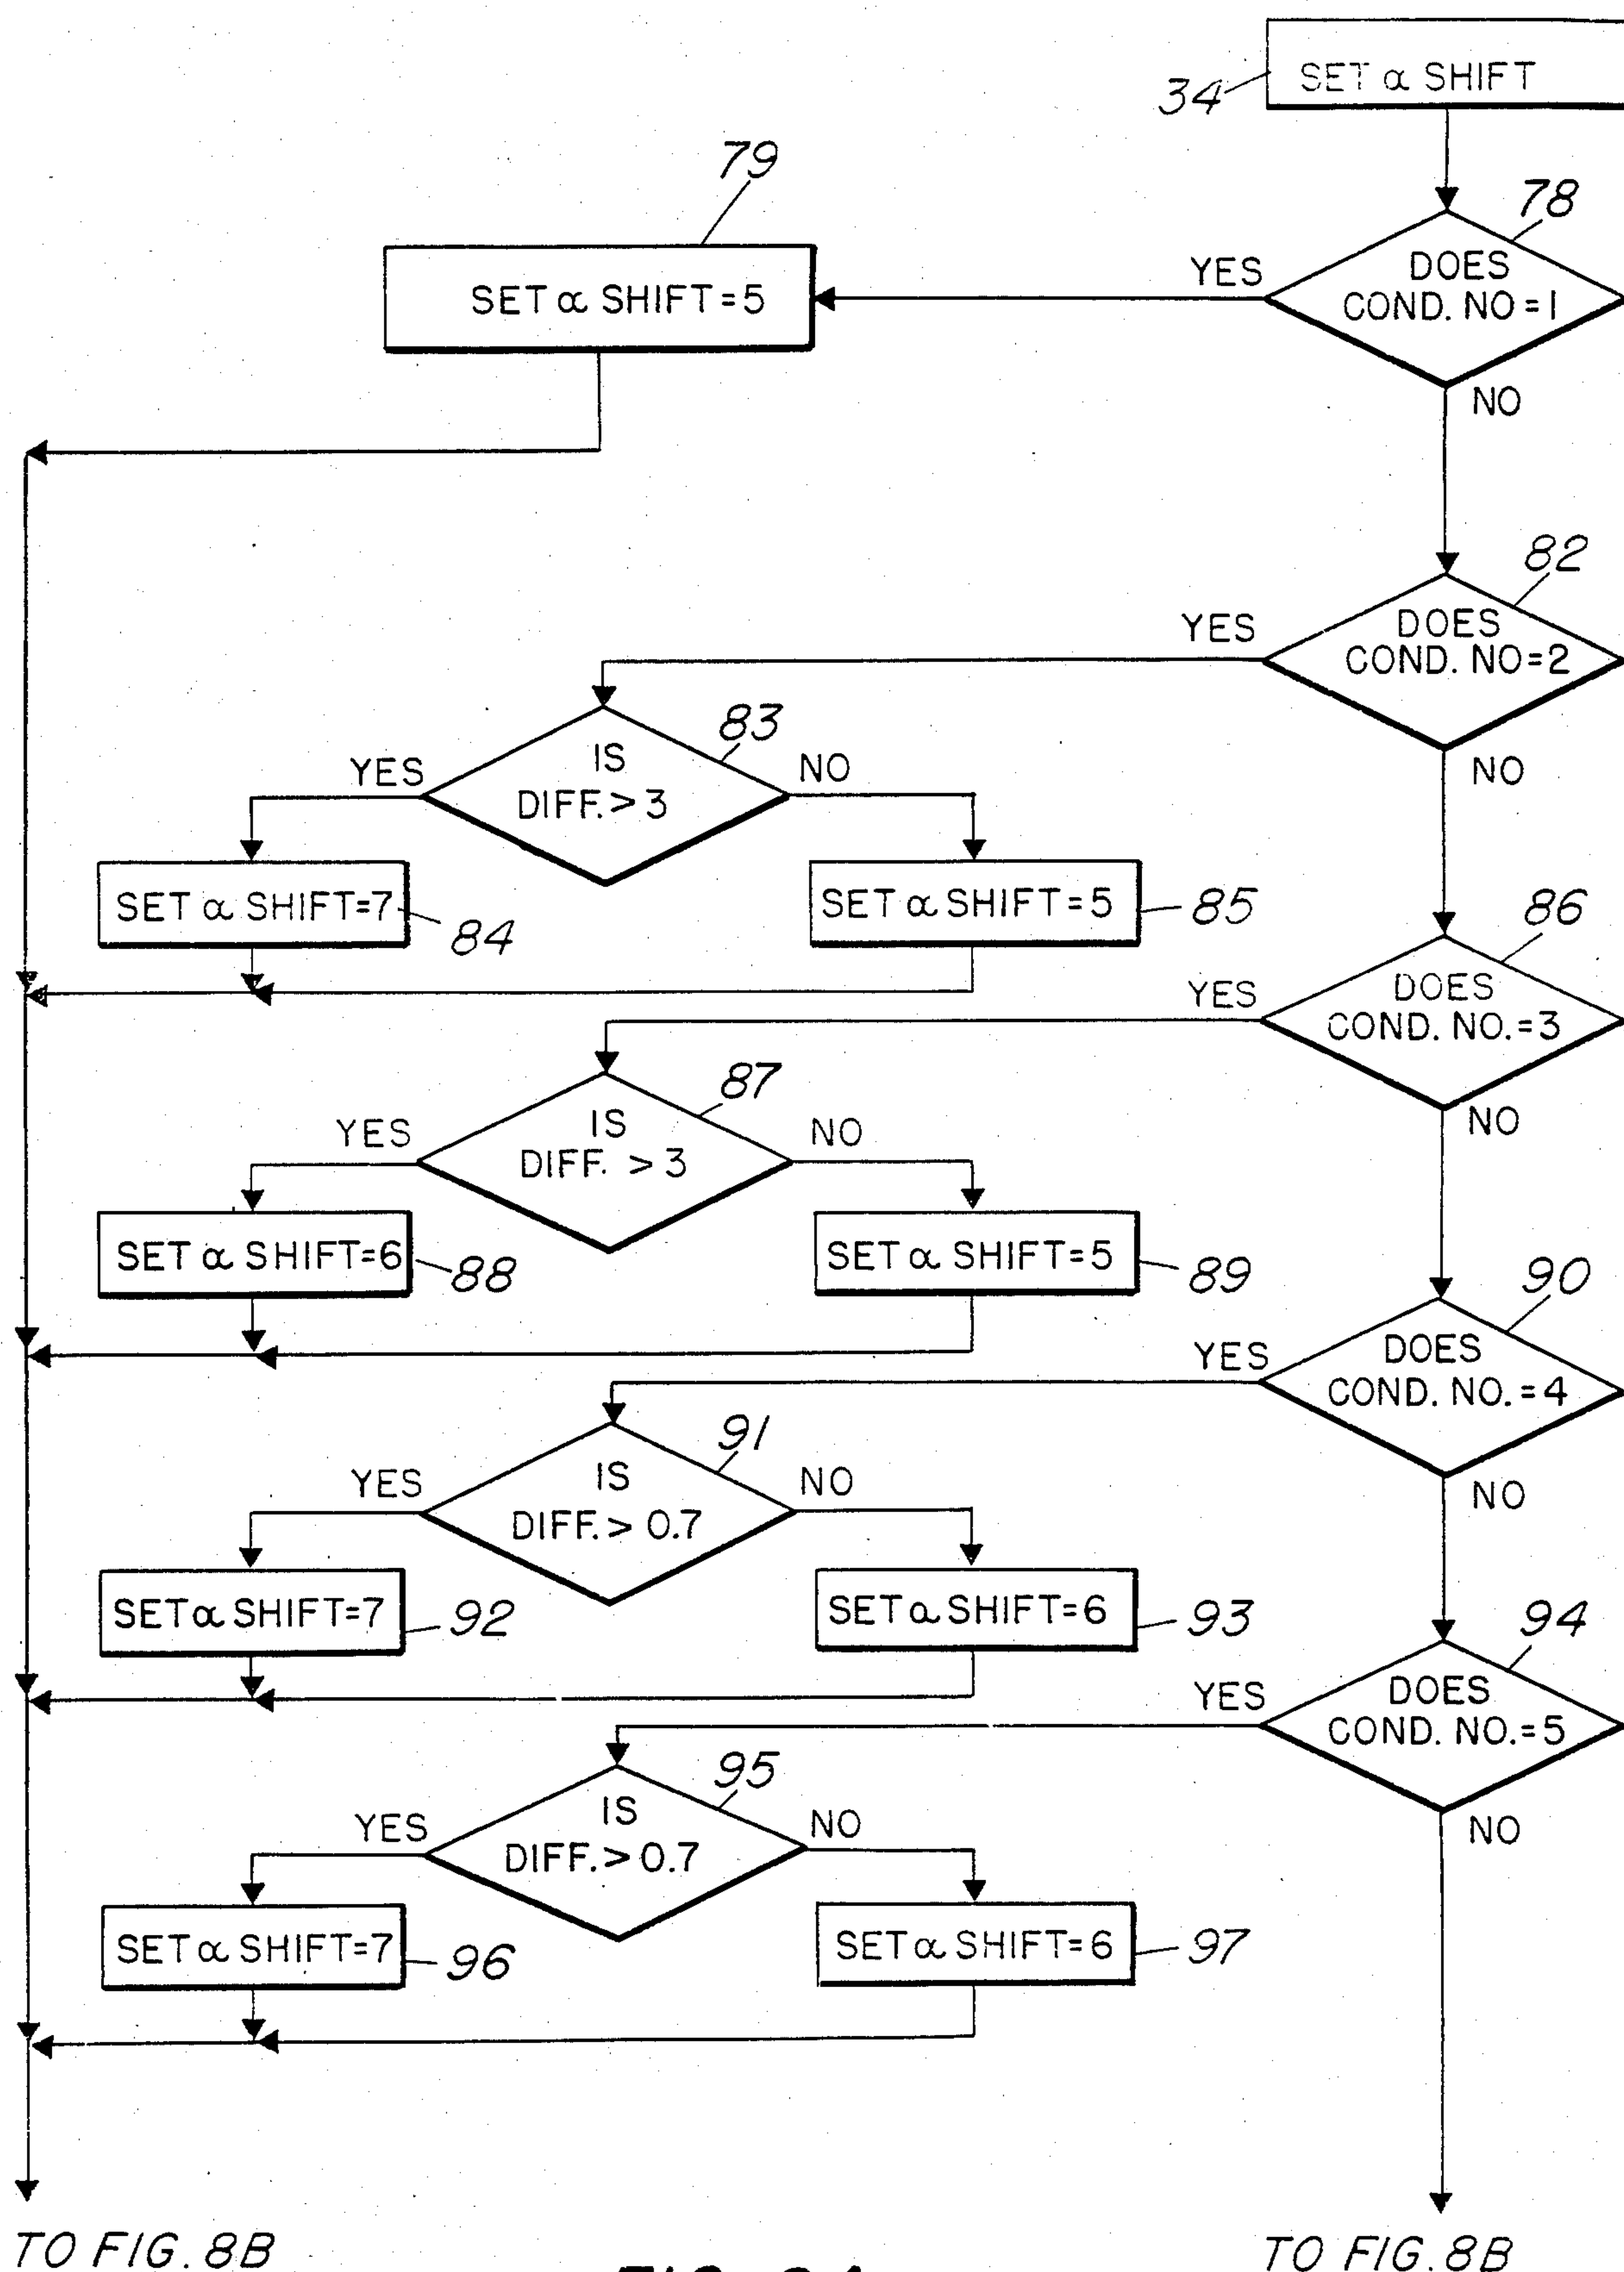 SET α SHIFT
34
79
78
SET α SHIFT=5
YES
DOES
COND. NO=1
NO
82
YES
DOES
COND. NO=2
NO
83
IS
DIFF.> 3
YES
NO
SET α SHIFT=7
84
SET α SHIFT=5
85
86
YES
DOES
COND. NO.=3
NO
87
IS
DIFF. > 3
YES
NO
SET α SHIFT=6
88
SET α SHIFT=5
89
90
YES
DOES
COND. NO.=4
NO
91
IS
DIFF.> 0.7
YES
NO
SET α SHIFT=7
92
SET a SHIFT=6
93
94
YES
DOES
COND. NO.=5
NO
95
IS
DIFF.> 0.7
YES
NO
SET α SHIFT=7
96
SET α SHIFT=6
97
TO FIG. 8B
TO FIG. 8B